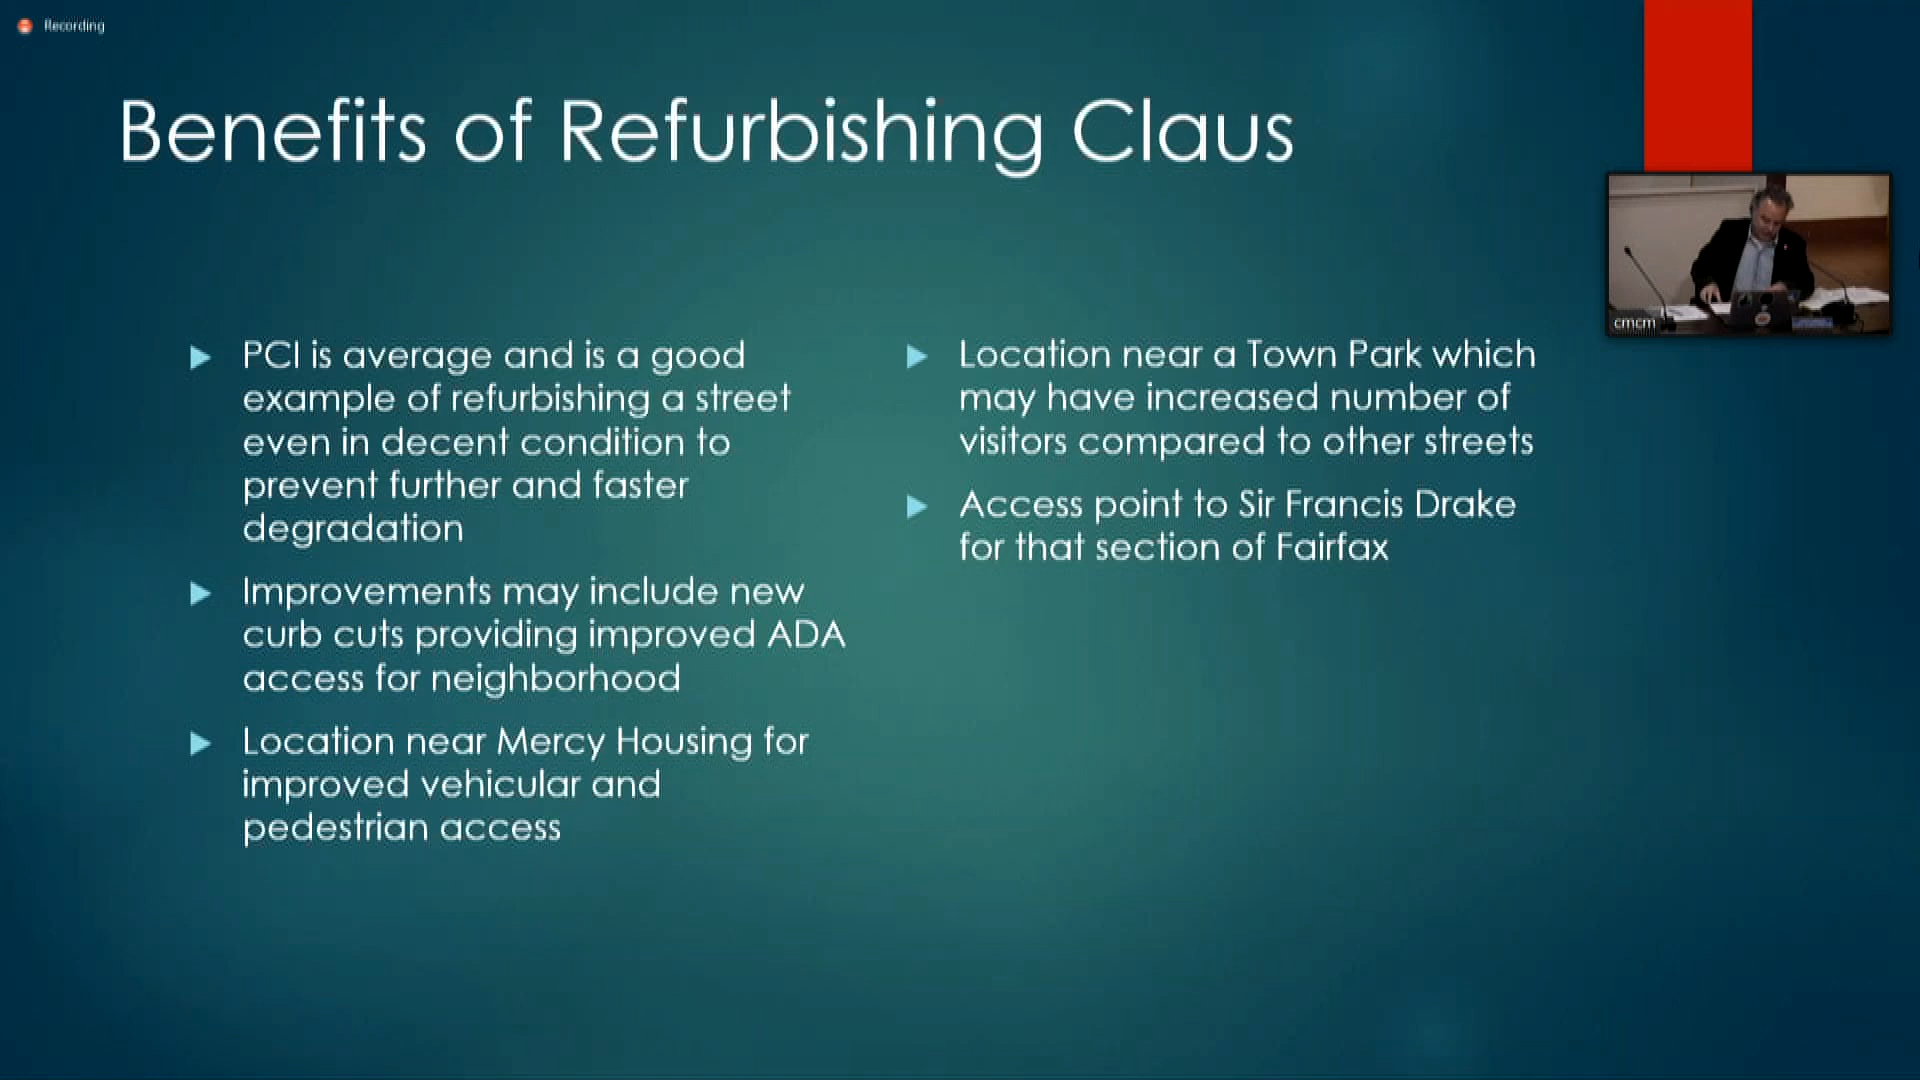 Recording
Benefits of Refurbishing Claus
PCI is average and is a good
example of refurbishing a street
even in decent condition to
prevent further and faster
degradation
Improvements may include new
curb cuts providing improved ADA
access for neighborhood
Location near Mercy Housing for
improved vehicular and
pedestrian access
Location near a Town Park which
may have increased number of
visitors compared to other streets
Access point to Sir Francis Drake
for that section of Fairfax
cmcm